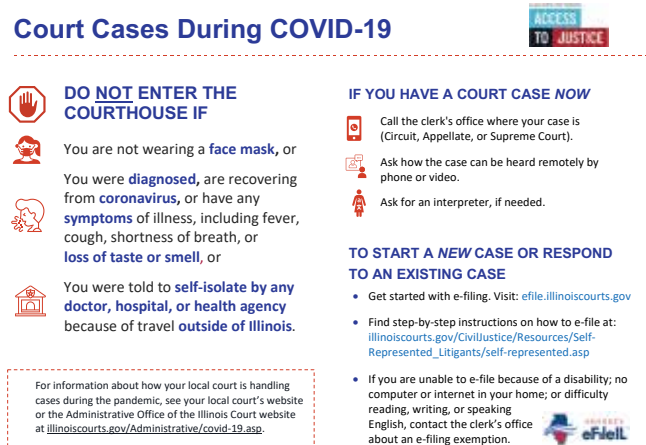 Court Cases During COVID-19
ACCESS
TO JUSTICE
DO NOT ENTER THE
COURTHOUSE IF
You are not wearing a face mask, or
You were diagnosed, are recovering
from coronavirus, or have any
symptoms of illness, including fever,
cough, shortness of breath, or
loss of taste or smell, or
You were told to self-isolate by any
doctor, hospital, or health agency
because of travel outside of Illinois.
For information about how your local court is handling
cases during the pandemic, see your local court's website
or the Administrative Office of the Illinois Court website
at illinoiscourts.gov/Administrative/covid-19.asp.
IF YOU HAVE A COURT CASE NOW
Call the clerk's office where your case is
(Circuit, Appellate, or Supreme Court).
Ask how the case can be heard remotely by
phone or video.
Ask for an interpreter, if needed.
TO START A NEW CASE OR RESPOND
TO AN EXISTING CASE
• Get started with e-filing. Visit: efile.illinoiscourts.gov
• Find step-by-step instructions on how to e-file at:
illinoiscourts.gov/CivilJustice/Resources/Self-
Represented_Litigants/self-represented.asp
• If you are unable to e-file because of a disability; no
computer or internet in your home; or difficulty
reading, writing, or speaking
English, contact the clerk's office
about an e-filing exemption.
eFileIL